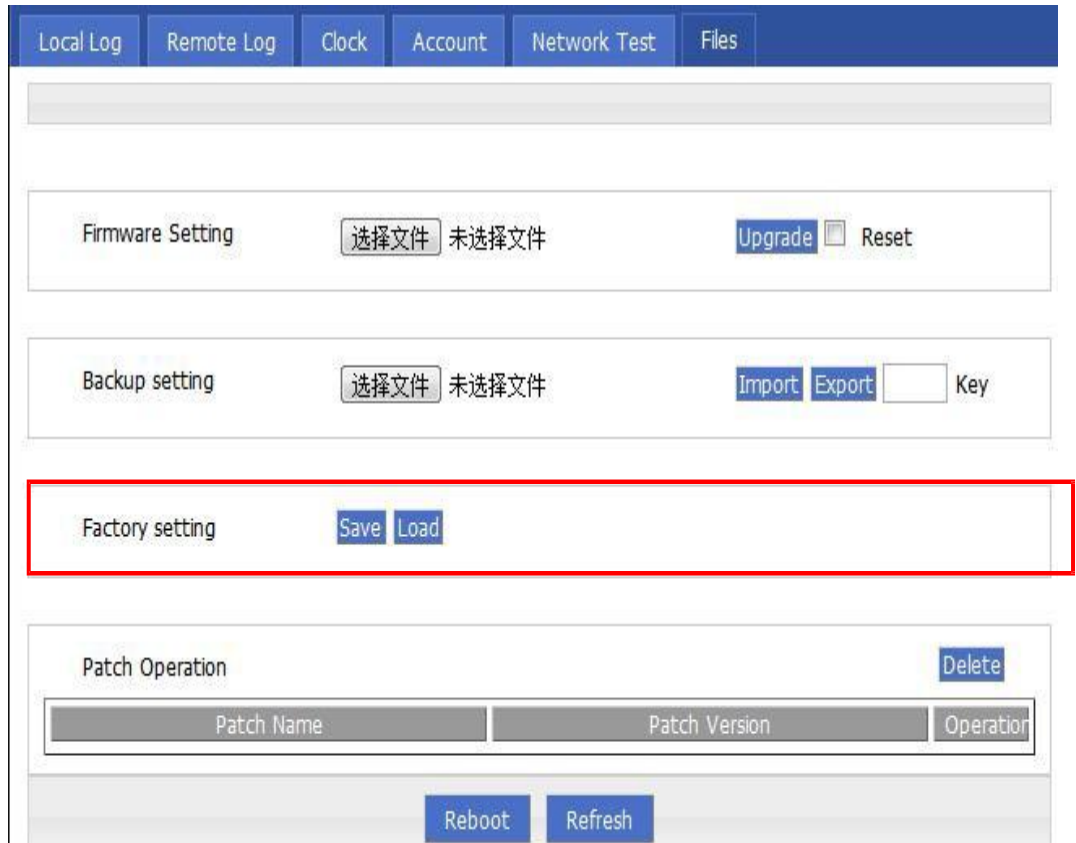 Local Log Remote Log Clock Account Network Test Files
Firmware Setting 选择文件 未选择文件 Upgrade Reset
Backup setting 选择文件 未选择文件 Import Export Key
Factory setting Save Load
Patch Operation Delete
Patch Name Patch Version Operation
Reboot Refresh